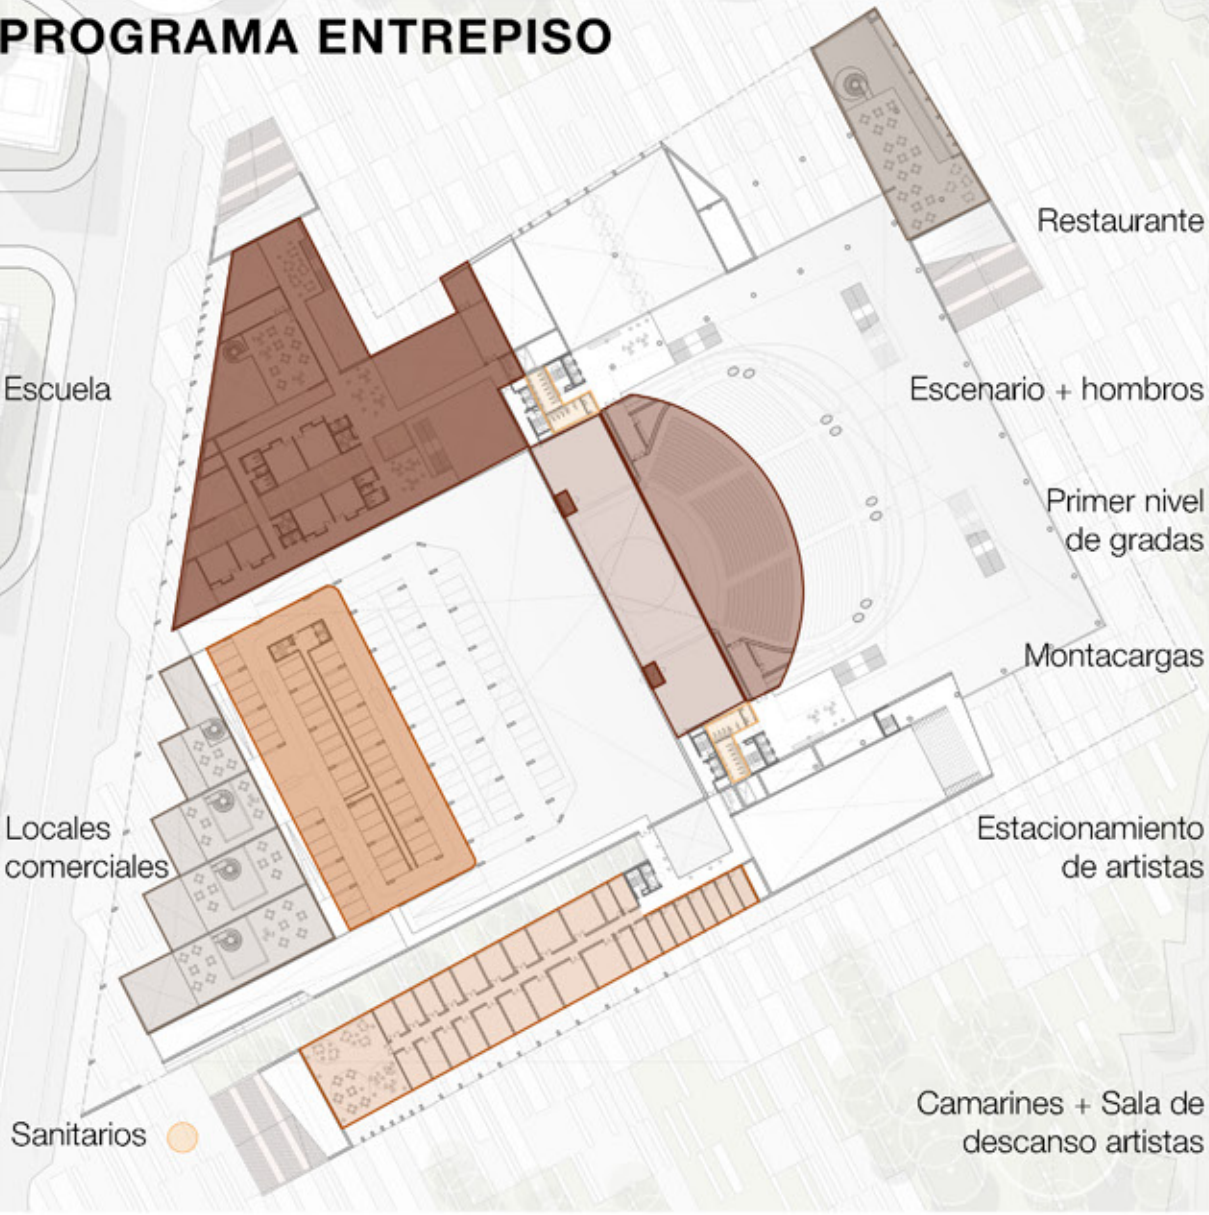 PROGRAMA ENTREPISO
Restaurante
Escuela
Escenario + hombros
Primer nivel
de gradas
Montacargas
Locales
comerciales
Estacionamiento
de artistas
Sanitarios
Camarines + Sala de
descanso artistas